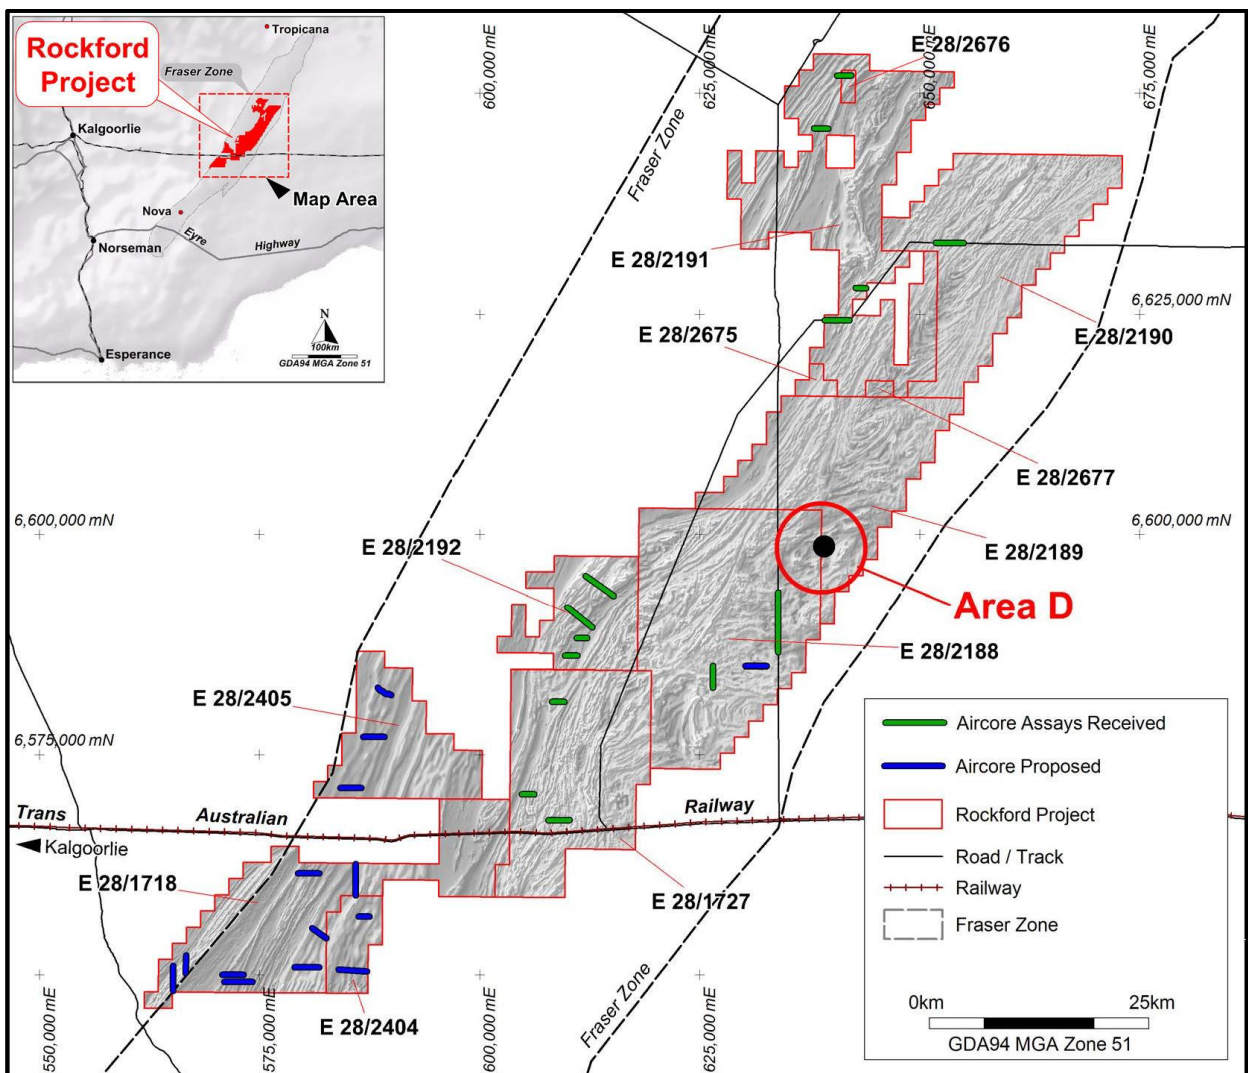 Rockford
Project
Tropicana
Fraser Zone
Kalgoorlie
Map Area
Nova
Eyre
Highway
Norseman
Esperance
N
100km
GDA94 MGA Zone 51
600,000 mE
625,000 mE
650,000 mE
675,000 mE
E 28/2676
Fraser Zone
E 28/2191
6,625,000 mN
E 28/2675
E 28/2190
E 28/2677
6,600,000 mN
6,600,000 mN
E 28/2192
E 28/2189
Area D
E 28/2188
E 28/2405
6,575,000 mN
Trans
Australian
Railway
Kalgoorlie
E 28/1718
E 28/1727
E 28/2404
Fraser Zone
550,000 mE
575,000 mE
600,000 mE
625,000 mE
Aircore Assays Received
Aircore Proposed
Rockford Project
Road / Track
Railway
Fraser Zone
0km
25km
GDA94 MGA Zone 51